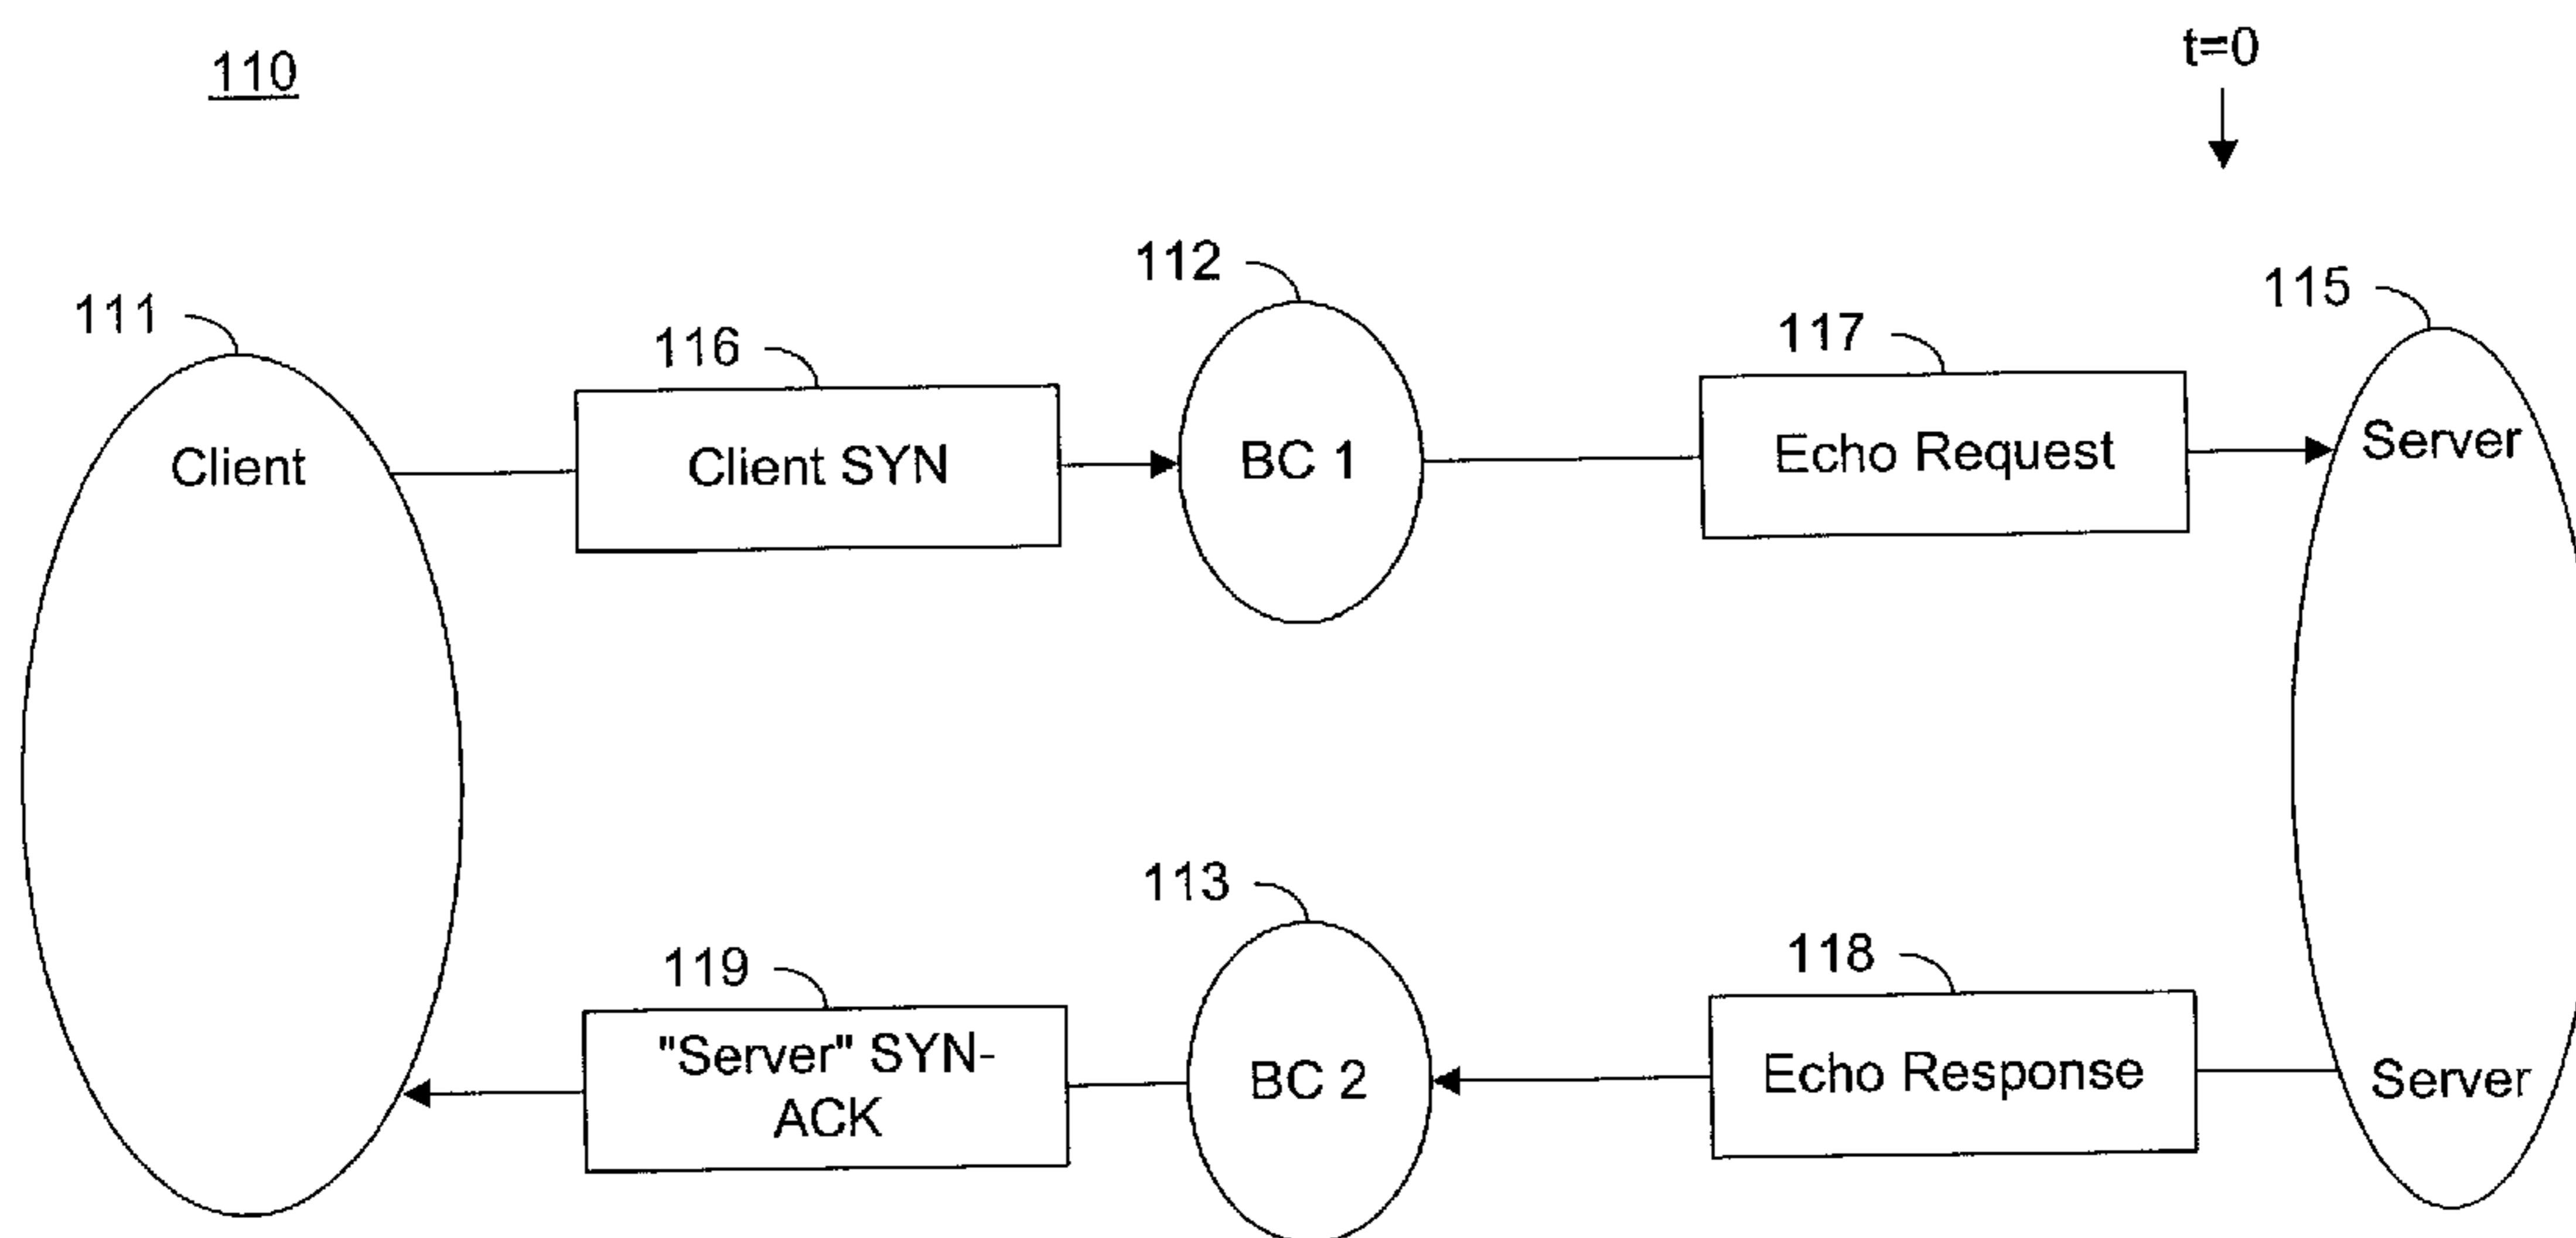 110
t=0
112
115
111
116
117
Client
Client SYN
BC 1
Echo Request
Server
113
119
118
"Server" SYN-
ACK
BC 2
Echo Response
Server